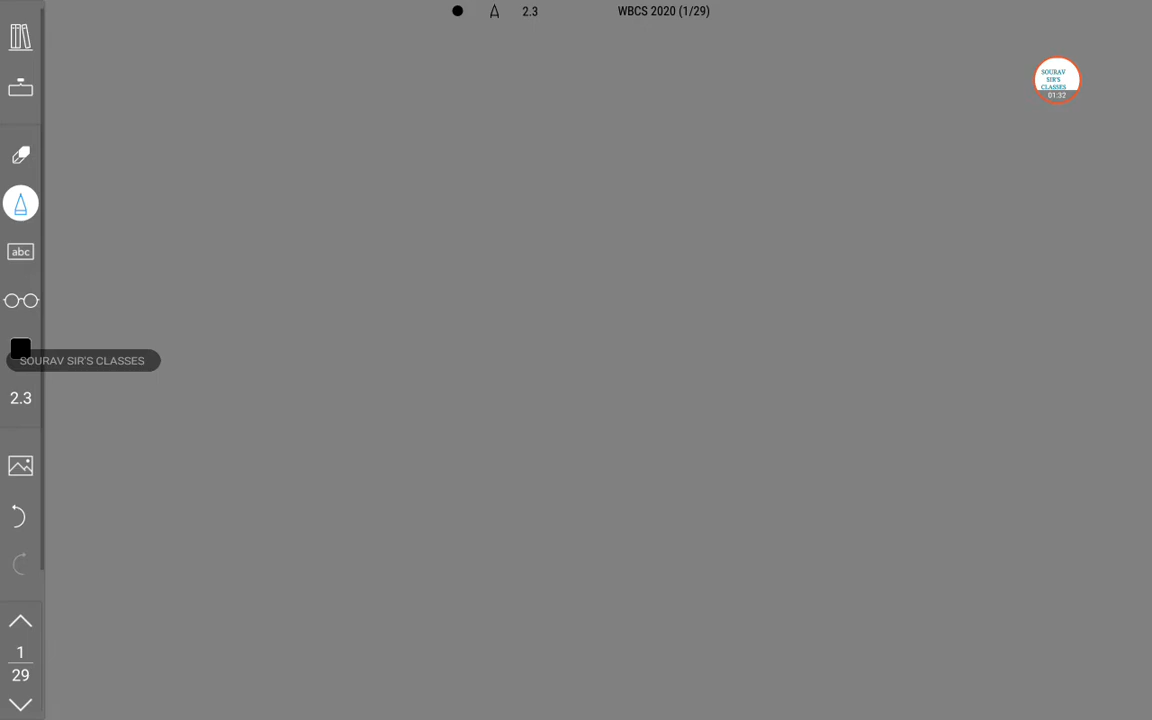 2.3
WBCS 2020 (1/29)
SOURAV
SIR'S
CLASSES
01:32
abc
SOURAV SIR'S CLASSES
2.3
1
29